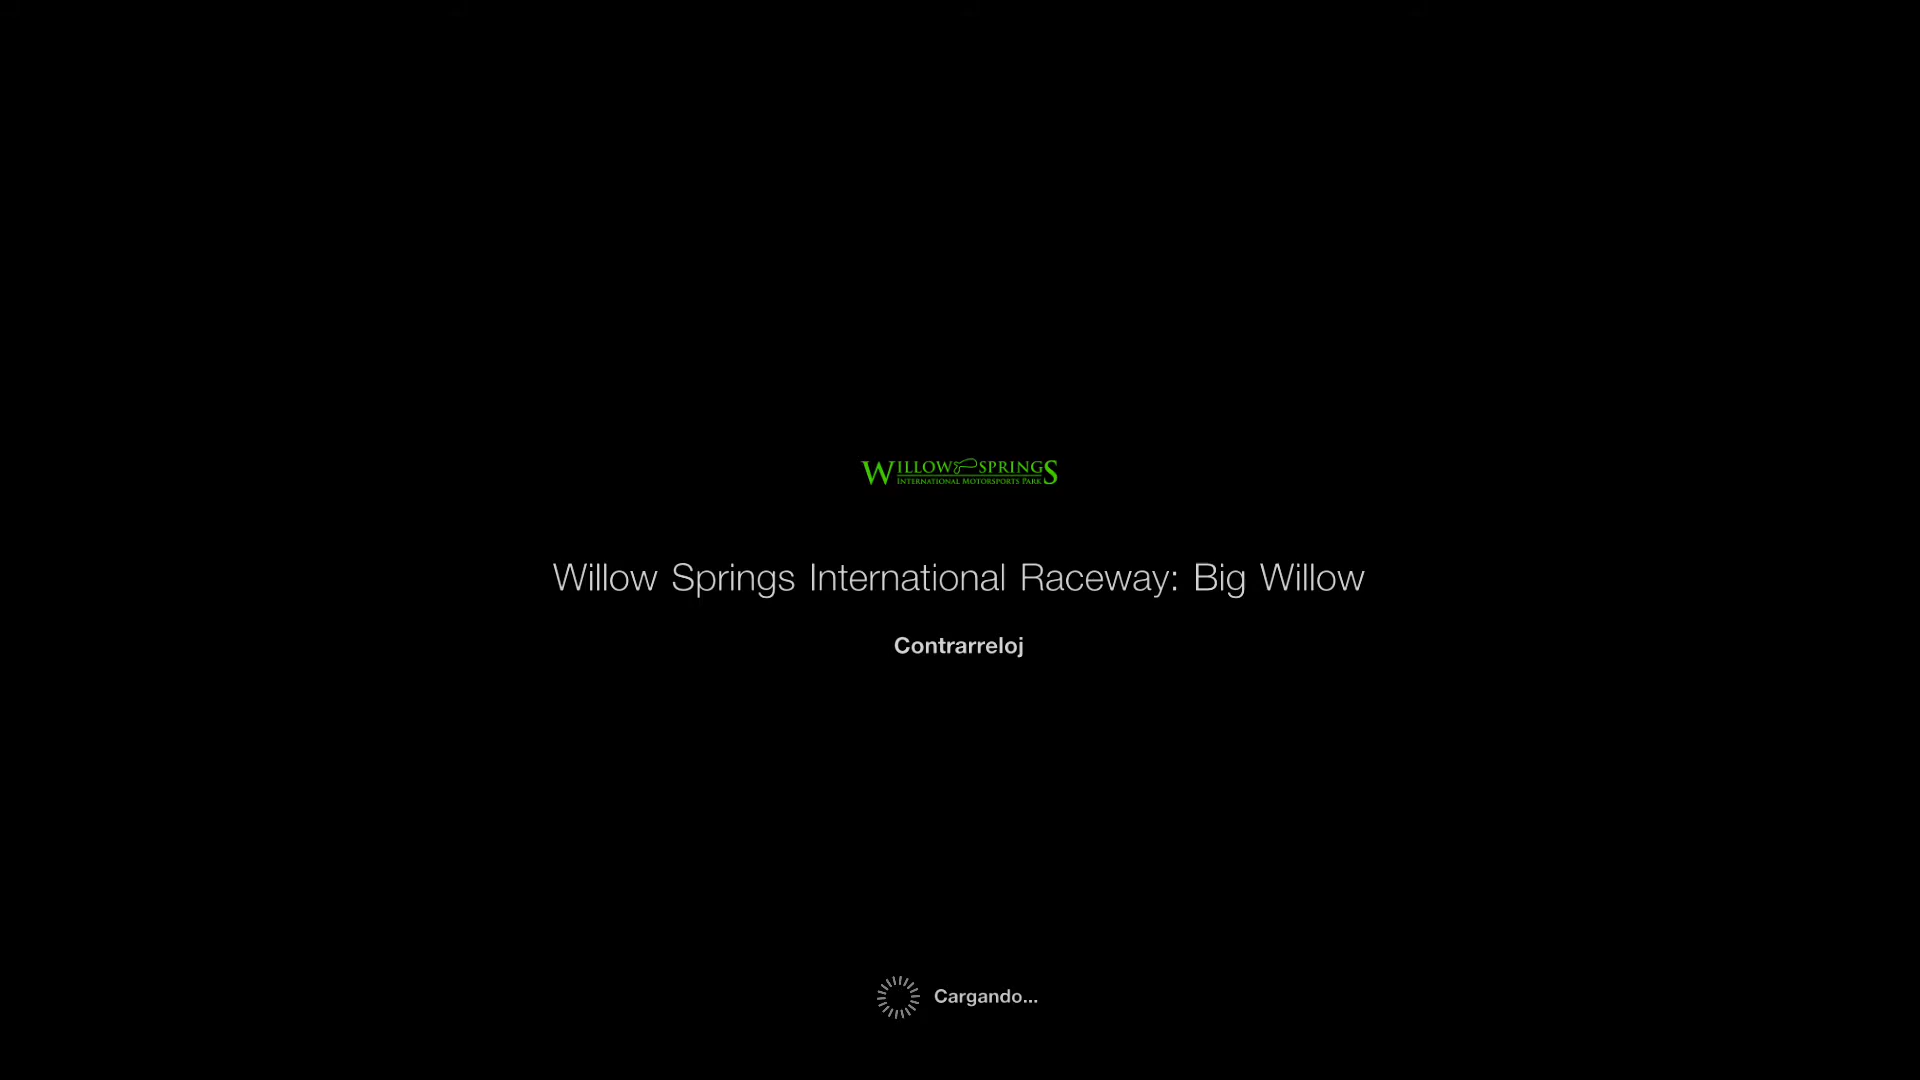 WILLOW SPRINGS
INTERNATIONAL MOTORSPORTS PARK
Willow Springs International Raceway: Big Willow
Contrarreloj
Cargando...